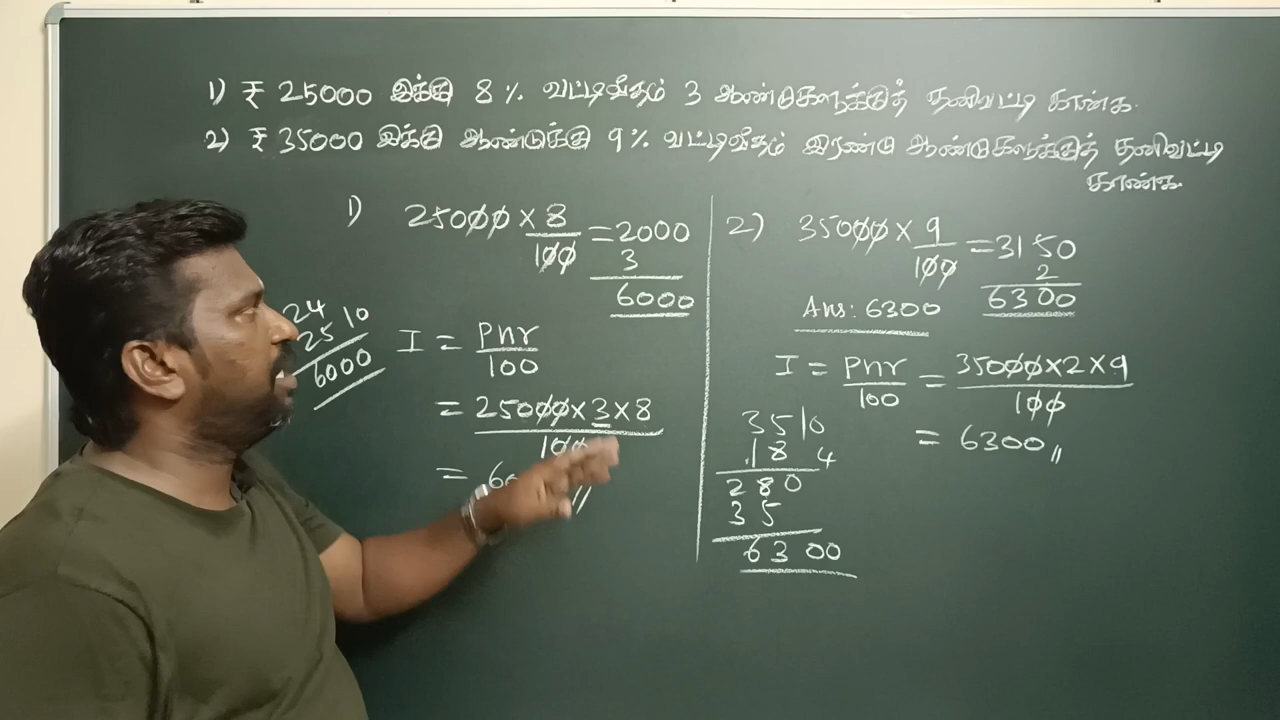 1) ₹ 25000 இக்கு 8% வட்டிவீதம் 3 ஆண்டுகளுக்குத் தனிவட்டி காண்க.
2) ₹ 35000 இக்கு ஆண்டுக்கு 9% வட்டிவீதம் இரண்டு ஆண்டுகளுக்குத் தனிவட்டி
காண்க.
1) 25000 × 8
100
= 2000
3
6000
24
25 10
6000
I = Pnr
100
= 25000 × 3 × 8
100
= 60 //
2) 35000 × 9
100
= 3150
2
6300
Ans: 6300
I = Pnr
100
= 35000 × 2 × 9
100
= 6300 //
35 10
18 4
280
35
6300